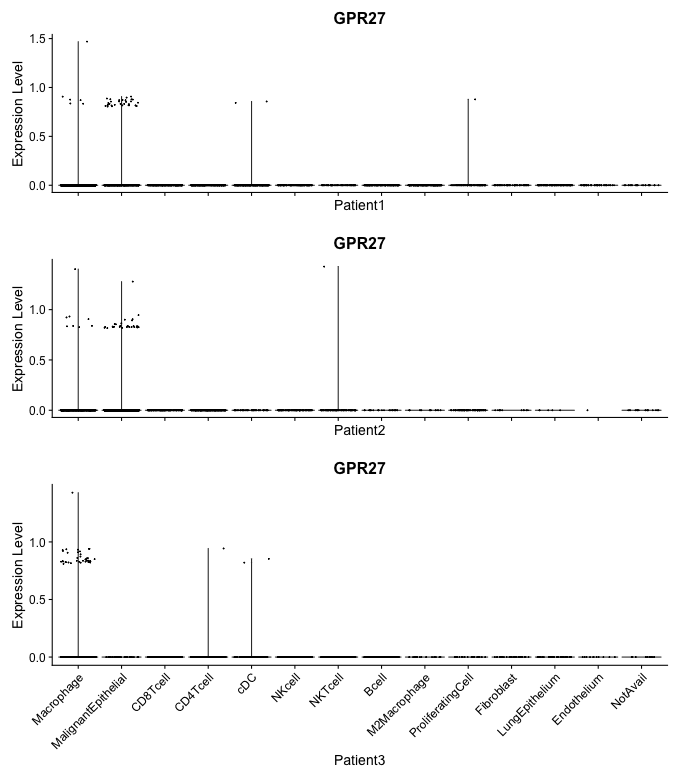 GPR27
Expression Level
1.5
1.0
0.5
0.0
Patient1
GPR27
Expression Level
1.0
0.5
0.0
Patient2
GPR27
Expression Level
1.0
0.5
0.0
Macrophage
MalignantEpithelial
CD8Tcell
CD4Tcell
cDC
NKcell
NKTcell
Bcell
M2Macrophage
ProliferatingCell
Fibroblast
LungEpithelium
Endothelium
NotAvail
Patient3